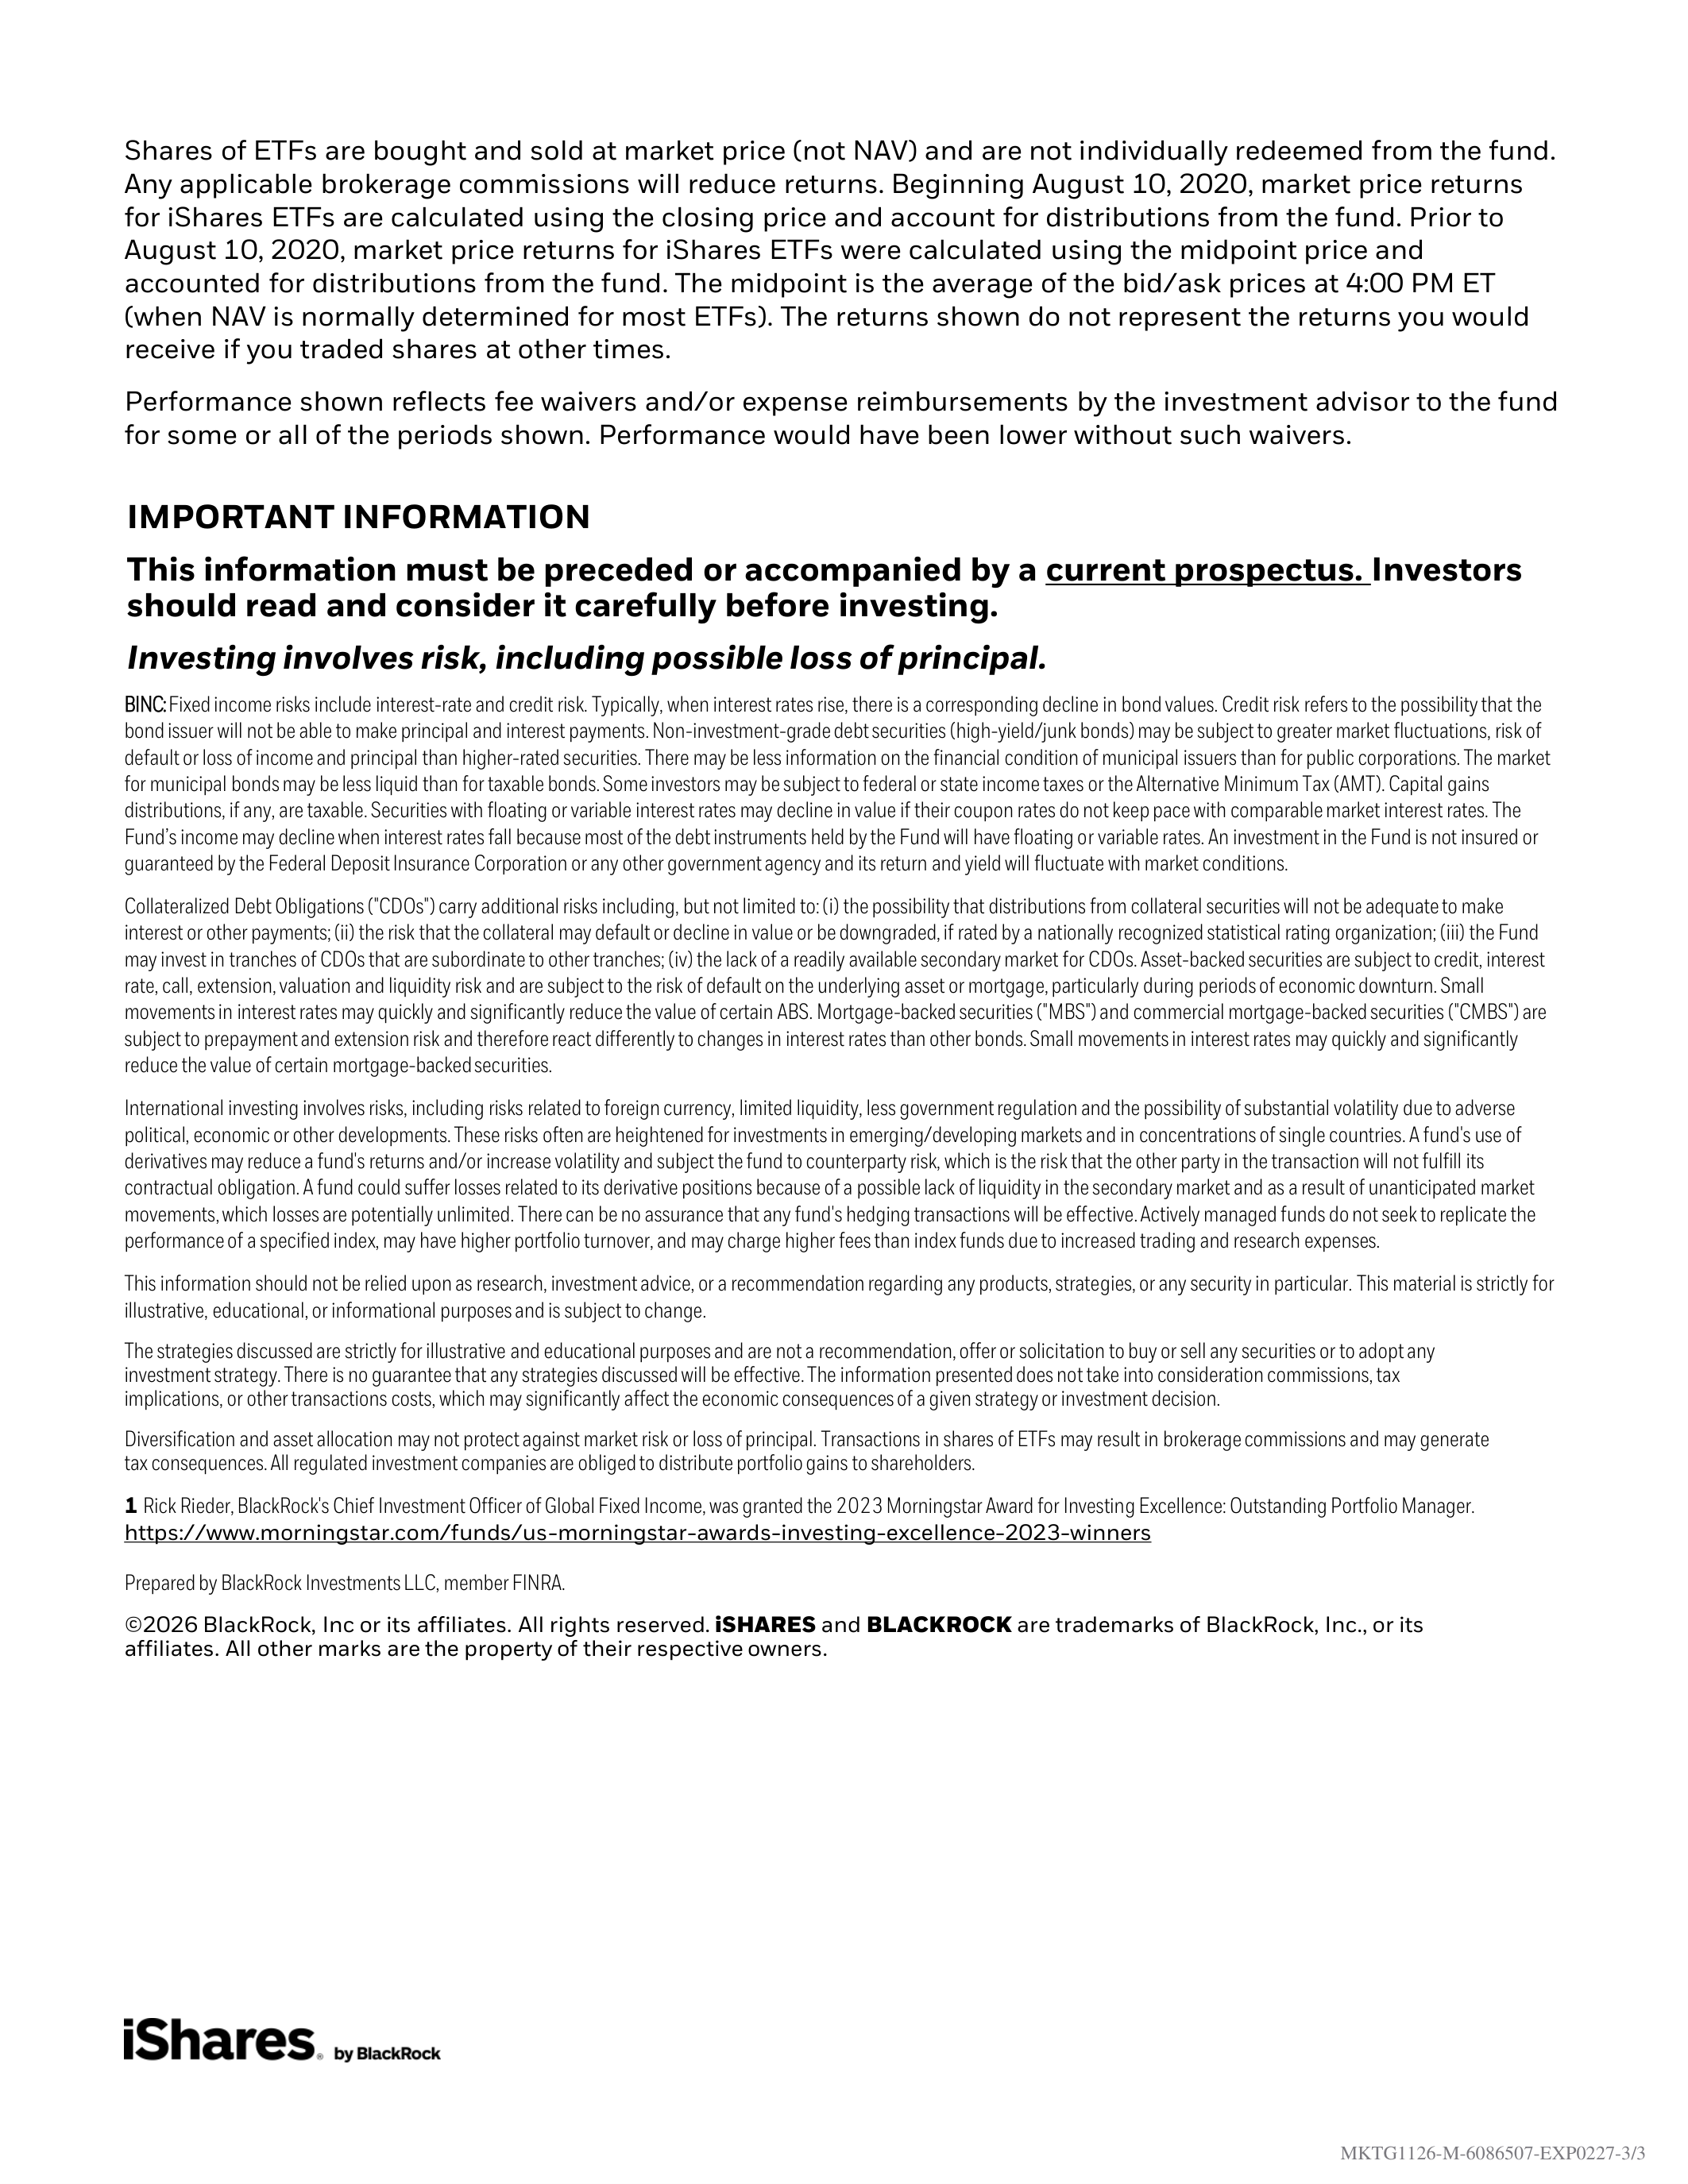 Shares of ETFs are bought and sold at market price (not NAV) and are not individually redeemed from the fund.
Any applicable brokerage commissions will reduce returns. Beginning August 10, 2020, market price returns
for iShares ETFs are calculated using the closing price and account for distributions from the fund. Prior to
August 10, 2020, market price returns for iShares ETFs were calculated using the midpoint price and
accounted for distributions from the fund. The midpoint is the average of the bid/ask prices at 4:00 PM ET
(when NAV is normally determined for most ETFs). The returns shown do not represent the returns you would
receive if you traded shares at other times.
Performance shown reflects fee waivers and/or expense reimbursements by the investment advisor to the fund
for some or all of the periods shown. Performance would have been lower without such waivers.
IMPORTANT INFORMATION
This information must be preceded or accompanied by a current prospectus. Investors
should read and consider it carefully before investing.
Investing involves risk, including possible loss of principal.
BINC: Fixed income risks include interest-rate and credit risk. Typically, when interest rates rise, there is a corresponding decline in bond values. Credit risk refers to the possibility that the
bond issuer will not be able to make principal and interest payments. Non-investment-grade debt securities (high-yield/junk bonds) may be subject to greater market fluctuations, risk of
default or loss of income and principal than higher-rated securities. There may be less information on the financial condition of municipal issuers than for public corporations. The market
for municipal bonds may be less liquid than for taxable bonds. Some investors may be subject to federal or state income taxes or the Alternative Minimum Tax (AMT). Capital gains
distributions, if any, are taxable. Securities with floating or variable interest rates may decline in value if their coupon rates do not keep pace with comparable market interest rates. The
Fund's income may decline when interest rates fall because most of the debt instruments held by the Fund will have floating or variable rates. An investment in the Fund is not insured or
guaranteed by the Federal Deposit Insurance Corporation or any other government agency and its return and yield will fluctuate with market conditions.
Collateralized Debt Obligations ("CDOs") carry additional risks including, but not limited to: (i) the possibility that distributions from collateral securities will not be adequate to make
interest or other payments; (ii) the risk that the collateral may default or decline in value or be downgraded, if rated by a nationally recognized statistical rating organization; (iii) the Fund
may invest in tranches of CDOs that are subordinate to other tranches; (iv) the lack of a readily available secondary market for CDOs. Asset-backed securities are subject to credit, interest
rate, call, extension, valuation and liquidity risk and are subject to the risk of default on the underlying asset or mortgage, particularly during periods of economic downturn. Small
movements in interest rates may quickly and significantly reduce the value of certain ABS. Mortgage-backed securities ("MBS") and commercial mortgage-backed securities ("CMBS") are
subject to prepayment and extension risk and therefore react differently to changes in interest rates than other bonds. Small movements in interest rates may quickly and significantly
reduce the value of certain mortgage-backed securities.
International investing involves risks, including risks related to foreign currency, limited liquidity, less government regulation and the possibility of substantial volatility due to adverse
political, economic or other developments. These risks often are heightened for investments in emerging/developing markets and in concentrations of single countries. A fund's use of
derivatives may reduce a fund's returns and/or increase volatility and subject the fund to counterparty risk, which is the risk that the other party in the transaction will not fulfill its
contractual obligation. A fund could suffer losses related to its derivative positions because of a possible lack of liquidity in the secondary market and as a result of unanticipated market
movements, which losses are potentially unlimited. There can be no assurance that any fund's hedging transactions will be effective. Actively managed funds do not seek to replicate the
performance of a specified index, may have higher portfolio turnover, and may charge higher fees than index funds due to increased trading and research expenses.
This information should not be relied upon as research, investment advice, or a recommendation regarding any products, strategies, or any security in particular. This material is strictly for
illustrative, educational, or informational purposes and is subject to change.
The strategies discussed are strictly for illustrative and educational purposes and are not a recommendation, offer or solicitation to buy or sell any securities or to adopt any
investment strategy. There is no guarantee that any strategies discussed will be effective. The information presented does not take into consideration commissions, tax
implications, or other transactions costs, which may significantly affect the economic consequences of a given strategy or investment decision.
Diversification and asset allocation may not protect against market risk or loss of principal. Transactions in shares of ETFs may result in brokerage commissions and may generate
tax consequences. All regulated investment companies are obliged to distribute portfolio gains to shareholders.
1 Rick Rieder, BlackRock's Chief Investment Officer of Global Fixed Income, was granted the 2023 Morningstar Award for Investing Excellence: Outstanding Portfolio Manager.
https://www.morningstar.com/funds/us-morningstar-awards-investing-excellence-2023-winners
Prepared by BlackRock Investments LLC, member FINRA.
©2026 BlackRock, Inc or its affiliates. All rights reserved. iSHARES and BLACKROCK are trademarks of BlackRock, Inc., or its
affiliates. All other marks are the property of their respective owners.
iShares® by BlackRock
MKTG1126-M-6086507-EXP0227-3/3